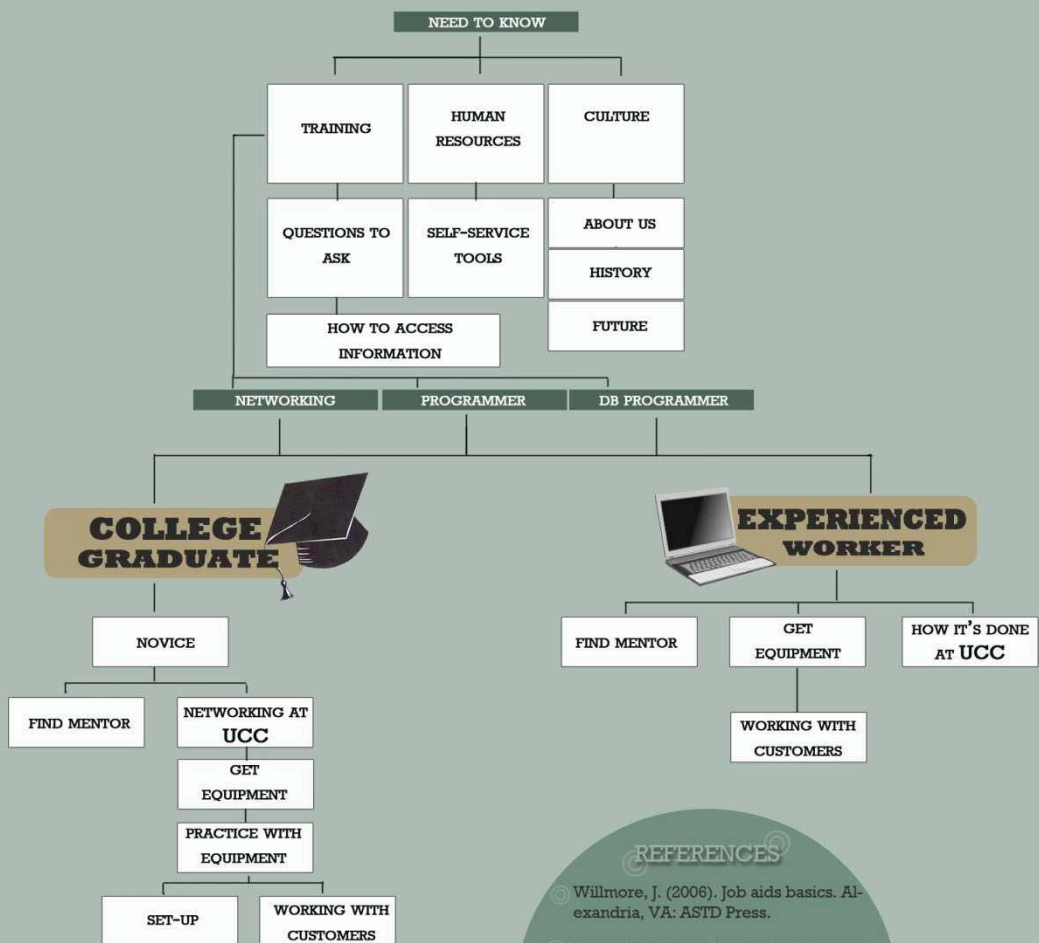 NEED TO KNOW
TRAINING
HUMAN
RESOURCES
CULTURE
QUESTIONS TO
ASK
SELF-SERVICE
TOOLS
ABOUT US
HISTORY
FUTURE
HOW TO ACCESS
INFORMATION
NETWORKING
PROGRAMMER
DB PROGRAMMER
COLLEGE
GRADUATE
NOVICE
FIND MENTOR
NETWORKING AT
UCC
GET
EQUIPMENT
PRACTICE WITH
EQUIPMENT
SET-UP
WORKING WITH
CUSTOMERS
EXPERIENCED
WORKER
FIND MENTOR
GET
EQUIPMENT
HOW IT'S DONE
AT UCC
WORKING WITH
CUSTOMERS
REFERENCES
Willmore, J. (2006). Job aids basics. Al-
exandria, VA: ASTD Press.